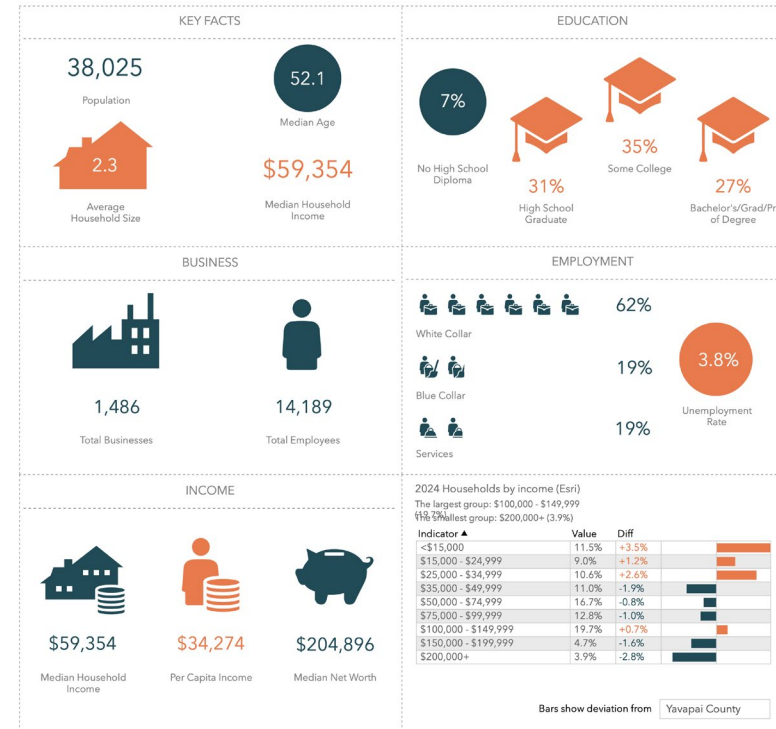 KEY FACTS
38,025
Population
52.1
Median Age
2.3
Average
Household Size
$59,354
Median Household
Income
EDUCATION
7%
No High School
Diploma
31%
High School
Graduate
35%
Some College
27%
Bachelor's/Grad/Pr
of Degree
BUSINESS
1,486
Total Businesses
14,189
Total Employees
EMPLOYMENT
62%
White Collar
19%
Blue Collar
19%
Services
3.8%
Unemployment
Rate
INCOME
$59,354
Median Household
Income
$34,274
Per Capita Income
$204,896
Median Net Worth
2024 Households by income (Esri)
The largest group: $100,000 - $149,999
(19.7%)
The smallest group: $200,000+ (3.9%)
Indicator ▲ Value Diff
<$15,000 11.5% +3.5%
$15,000 - $24,999 9.0% +1.2%
$25,000 - $34,999 10.6% +2.6%
$35,000 - $49,999 11.0% -1.9%
$50,000 - $74,999 16.7% -0.8%
$75,000 - $99,999 12.8% -1.0%
$100,000 - $149,999 19.7% +0.7%
$150,000 - $199,999 4.7% -1.6%
$200,000+ 3.9% -2.8%
Bars show deviation from Yavapai County